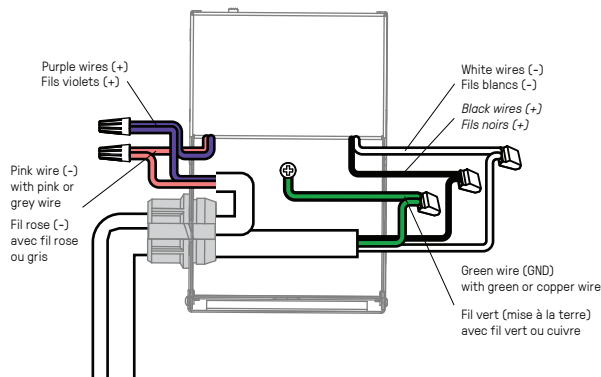 Purple wires (+)
Fils violets (+)
Pink wire (-)
with pink or
grey wire
Fil rose (-)
avec fil rose
ou gris
White wires (-)
Fils blancs (-)
Black wires (+)
Fils noirs (+)
Green wire (GND)
with green or copper wire
Fil vert (mise à la terre)
avec fil vert ou cuivre